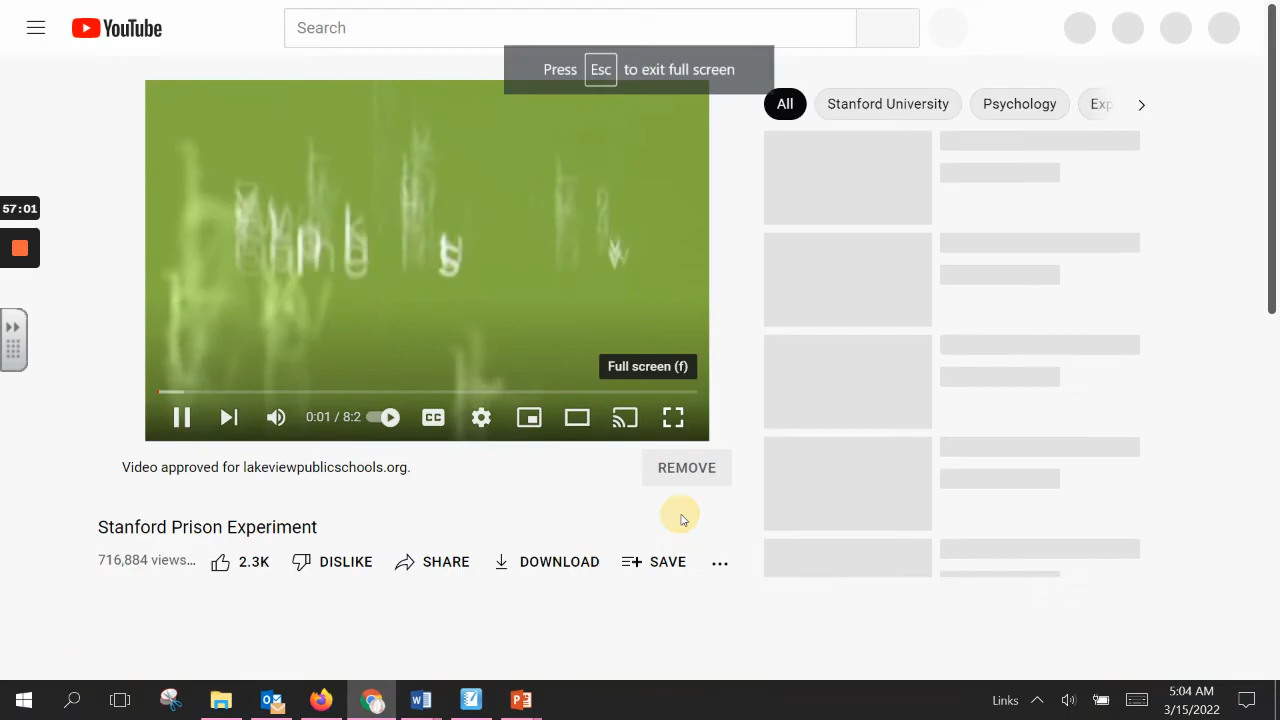 YouTube
Search
Press Esc to exit full screen
All
Stanford University
Psychology
Exp
57:01
Full screen (f)
0:01 / 8:2
CC
Video approved for lakeviewpublicschools.org.
REMOVE
Stanford Prison Experiment
716,884 views...
2.3K
DISLIKE
SHARE
DOWNLOAD
SAVE
Links
5:04 AM
3/15/2022